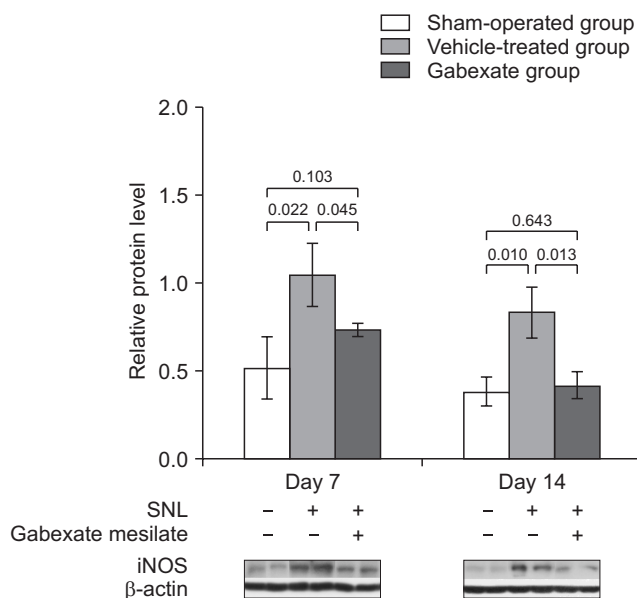 Sham-operated group
Vehicle-treated group
Gabexate group
Relative protein level
2.0
1.5
1.0
0.5
0.0
0.103
0.022
0.045
0.643
0.010
0.013
Day 7
Day 14
SNL – + + – + +
Gabexate mesilate – – + – – +
iNOS
β-actin